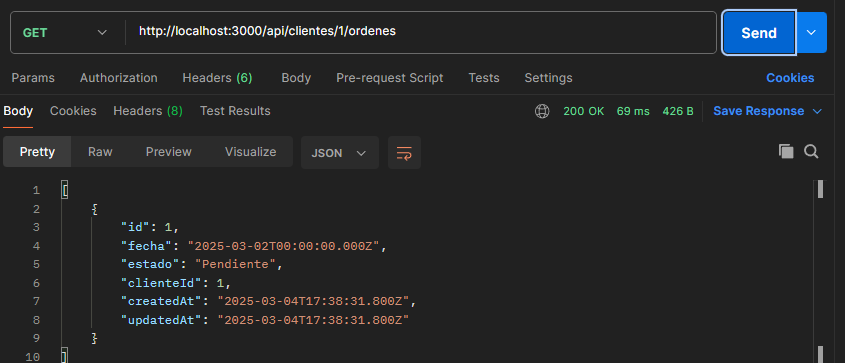 GET http://localhost:3000/api/clientes/1/ordenes Send
Params Authorization Headers (6) Body Pre-request Script Tests Settings Cookies
Body Cookies Headers (8) Test Results 200 OK 69 ms 426 B Save Response
Pretty Raw Preview Visualize JSON
1 [
2 {
3 "id": 1,
4 "fecha": "2025-03-02T00:00:00.000Z",
5 "estado": "Pendiente",
6 "clienteId": 1,
7 "createdAt": "2025-03-04T17:38:31.800Z",
8 "updatedAt": "2025-03-04T17:38:31.800Z"
9 }
10 ]